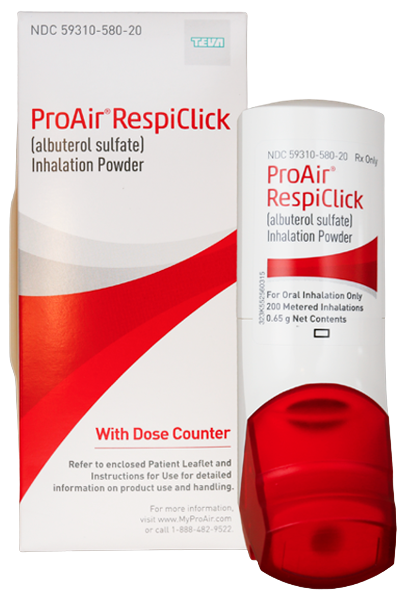 NDC 59310-580-20
TEVA
ProAir® RespiClick
(albuterol sulfate)
Inhalation Powder
With Dose Counter
Refer to enclosed Patient Leaflet and
Instructions for Use for detailed
information on product use and handling.
For more information,
visit www.MyProAir.com
or call 1-888-482-9522.
NDC 59310-580-20 Rx Only
ProAir®
RespiClick
(albuterol sulfate)
Inhalation Powder
For Oral Inhalation Only
200 Metered Inhalations
0.65 g Net Contents